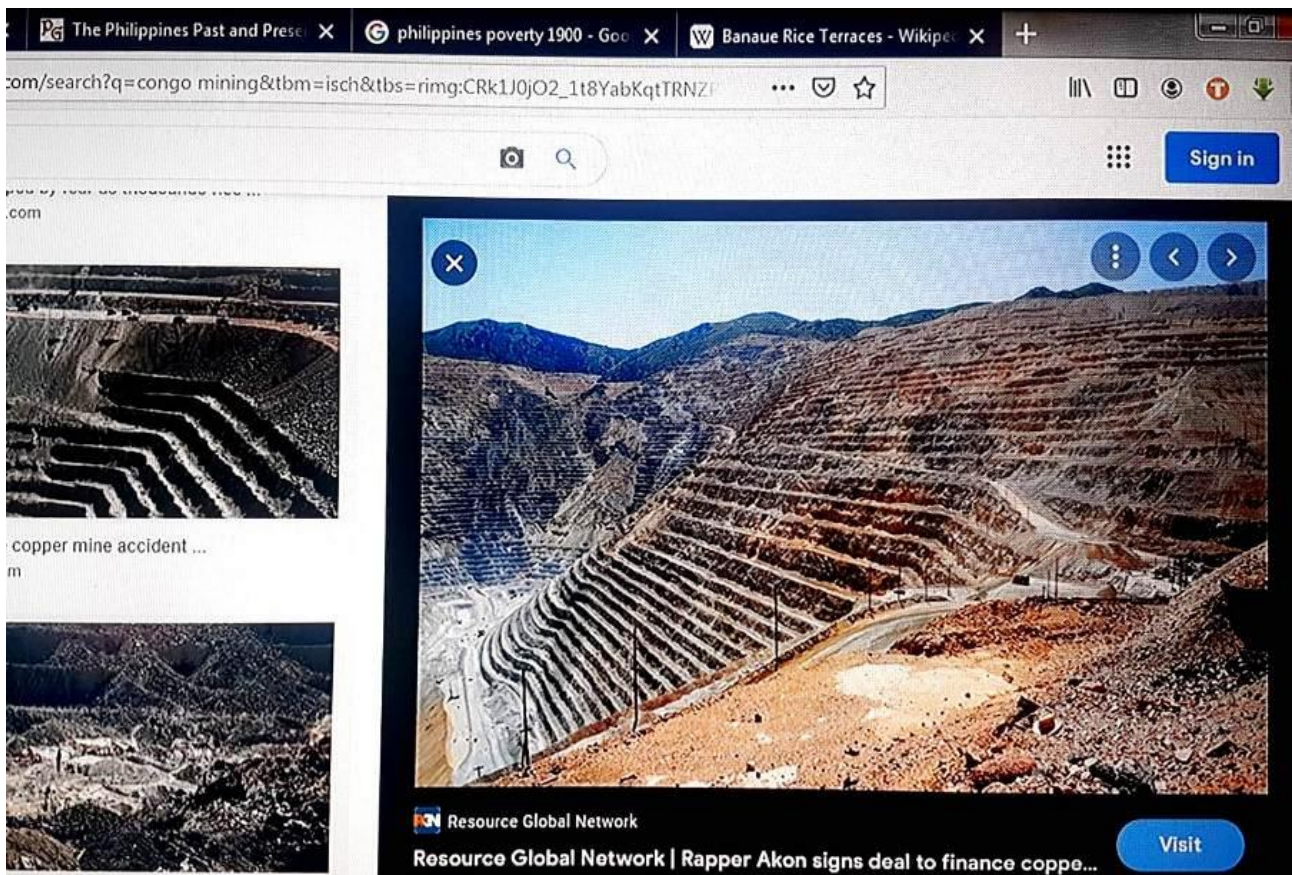 The Philippines Past and Prese
philippines poverty 1900 - Goo
Banaue Rice Terraces - Wikipe
com/search?q=congo mining&tbm=isch&tbs=rimg:CRk1J0jO2_1t8YabKqtTRNZ
Sign in
.com
copper mine accident ...
m
Resource Global Network
Visit
Resource Global Network | Rapper Akon signs deal to finance coppe...